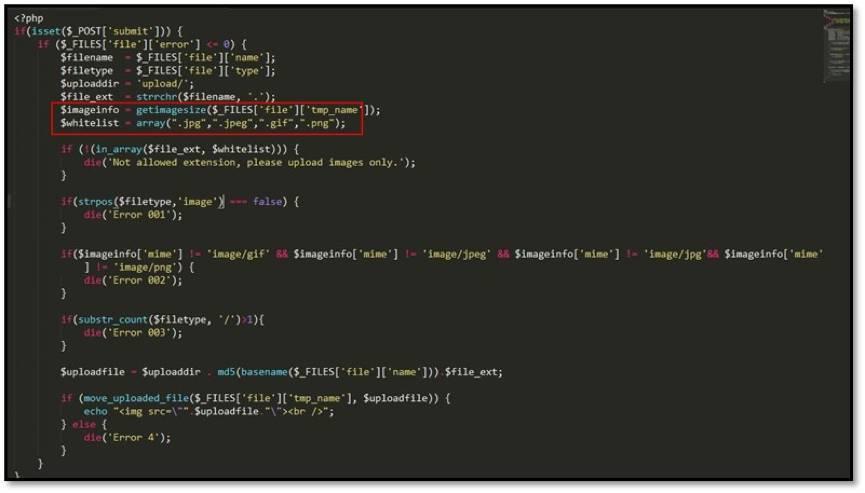 <?php
if(isset($_POST['submit'])) {
if ($_FILES['file']['error'] <= 0) {
$filename = $_FILES['file']['name'];
$filetype = $_FILES['file']['type'];
$uploaddir = 'upload/';
$file_ext = strrchr($filename, '.');
$imageinfo = getimagesize($_FILES['file']['tmp_name']);
$whitelist = array(".jpg",".jpeg",".gif",".png");
if (!(in_array($file_ext, $whitelist))) {
die('Not allowed extension, please upload images only.');
}
if(strpos($filetype,'image') === false) {
die('Error 001');
}
if($imageinfo['mime'] != 'image/gif' && $imageinfo['mime'] != 'image/jpeg' && $imageinfo['mime'] != 'image/jpg'&& $imageinfo['mime'
] != 'image/png') {
die('Error 002');
}
if(substr_count($filetype, '/')>1){
die('Error 003');
}
$uploadfile = $uploaddir . md5(basename($_FILES['file']['name'])).$file_ext;
if (move_uploaded_file($_FILES['file']['tmp_name'], $uploadfile)) {
echo "<img src=\"".$uploadfile."\"><br />";
} else {
die('Error 4');
}
}
}